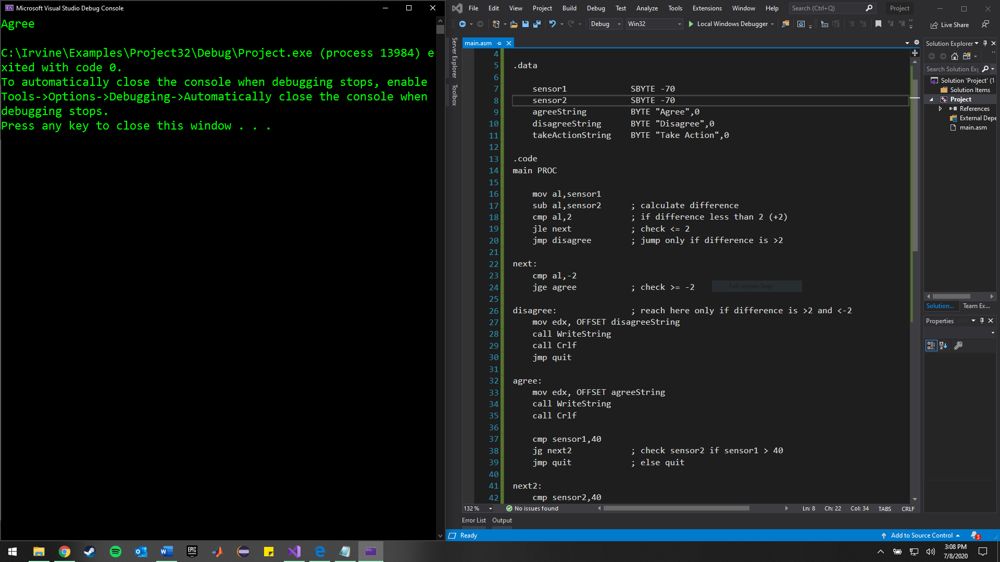 Microsoft Visual Studio Debug Console
Agree
C:\Irvine\Examples\Project32\Debug\Project.exe (process 13984) e
xited with code 0.
To automatically close the console when debugging stops, enable
Tools->Options->Debugging->Automatically close the console when
debugging stops.
Press any key to close this window . . .
File Edit View Project Build Debug Test Analyze Tools Extensions Window Help Search (Ctrl+Q) Project
Debug Win32 Local Windows Debugger Live Share
Server Explorer
Toolbox
main.asm
4
5 .data
6
7 sensor1 SBYTE -70
8 sensor2 SBYTE -70
9 agreeString BYTE "Agree",0
10 disagreeString BYTE "Disagree",0
11 takeActionString BYTE "Take Action",0
12
13 .code
14 main PROC
15
16 mov al,sensor1
17 sub al,sensor2 ; calculate difference
18 cmp al,2 ; if difference less than 2 (+2)
19 jle next ; check <= 2
20 jmp disagree ; jump only if difference is >2
21
22 next:
23 cmp al,-2
24 jge agree ; check >= -2
Full-screen Snip
25
26 disagree: ; reach here only if difference is >2 and <-2
27 mov edx, OFFSET disagreeString
28 call WriteString
29 call Crlf
30 jmp quit
31
32 agree:
33 mov edx, OFFSET agreeString
34 call WriteString
35 call Crlf
36
37 cmp sensor1,40
38 jg next2 ; check sensor2 if sensor1 > 40
39 jmp quit ; else quit
40
41 next2:
42 cmp sensor2,40
132 % No issues found Ln: 8 Ch: 22 Col: 34 TABS CRLF
Error List Output
Solution Explorer
Search Solution Exp
Solution 'Project' (1
Solution Items
Project
References
External Depe
main.asm
Solution... Team Ex...
Properties
Ready Add to Source Control 3
EPIC GAMES
3:08 PM
7/8/2020